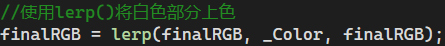 //使用lerp()将白色部分上色
finalRGB = lerp(finalRGB, _Color, finalRGB);